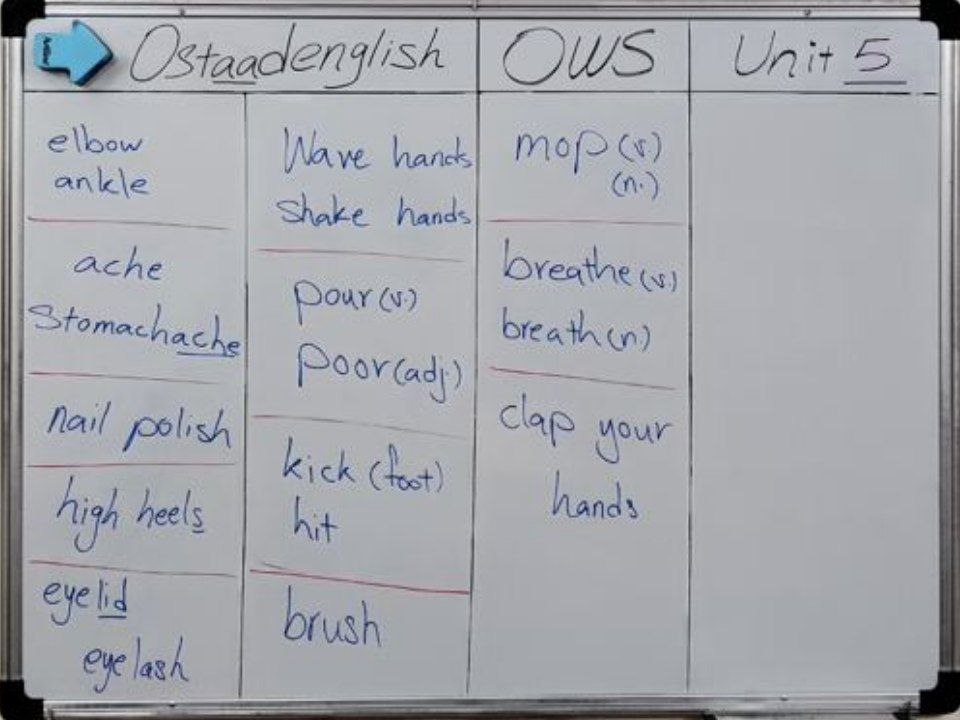 Ostaadenglish
OWS
Unit 5
elbow
ankle
ache
Stomachache
nail polish
high heels
eyelid
eyelash
Wave hands
Shake hands
pour (v.)
poor (adj.)
kick (foot)
hit
brush
mop (v.)
(n.)
breathe (v.)
breath (n.)
clap your
hands